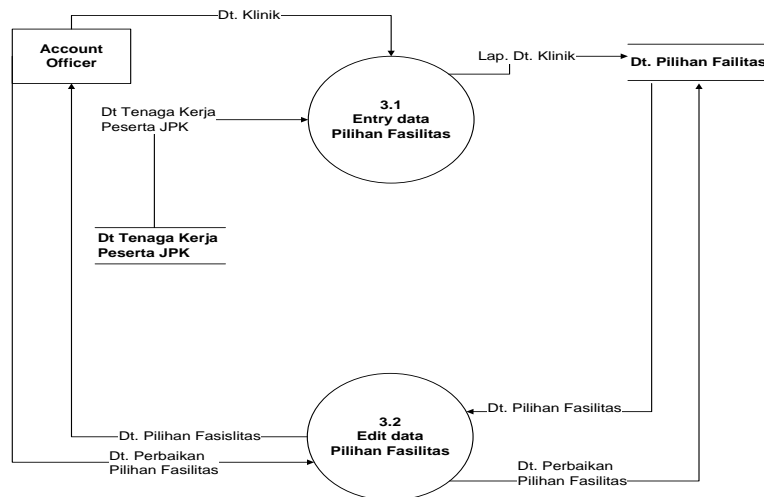 Dt. Klinik
Account
Officer
Lap. Dt. Klinik
Dt. Pilihan Failitas
3.1
Entry data
Pilihan Fasilitas
Dt Tenaga Kerja
Peserta JPK
Dt Tenaga Kerja
Peserta JPK
3.2
Edit data
Pilihan Fasilitas
Dt. Pilihan Fasilitas
Dt. Pilihan Fasislitas
Dt. Perbaikan
Pilihan Fasilitas
Dt. Perbaikan
Pilihan Fasilitas